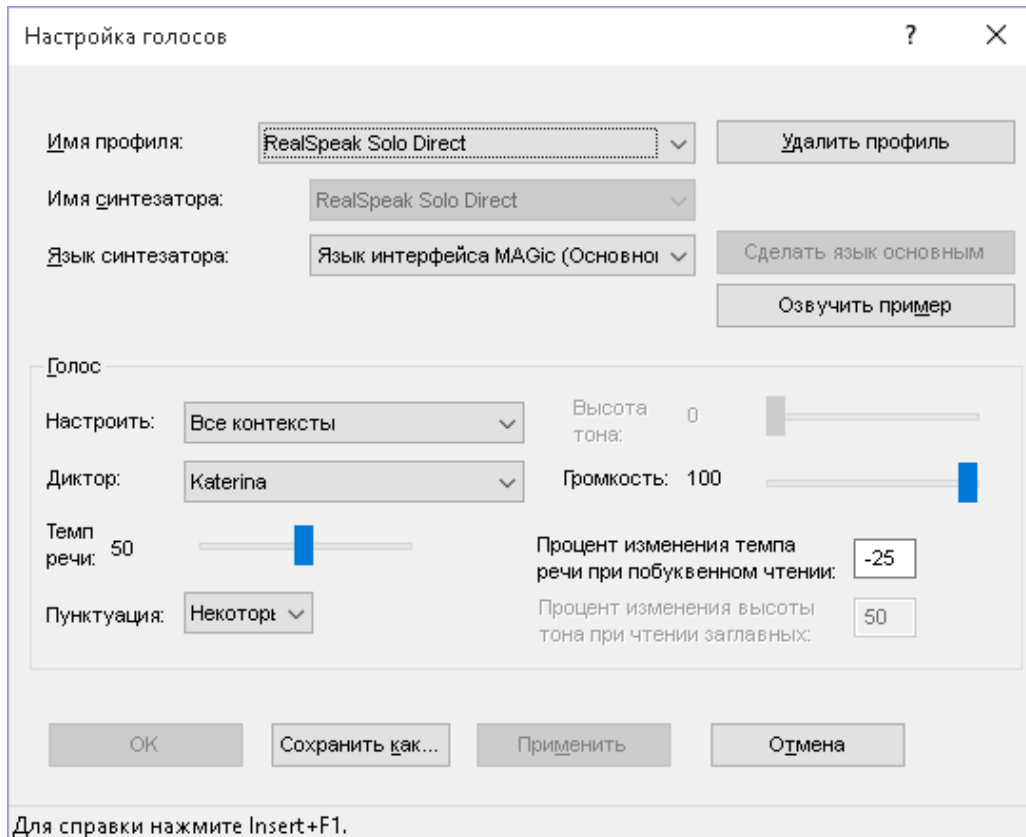 Настройка голосов
Имя профиля: RealSpeak Solo Direct Удалить профиль
Имя синтезатора: RealSpeak Solo Direct
Язык синтезатора: Язык интерфейса MAGic (Основног Сделать язык основным
Озвучить пример
Голос
Настроить: Все контексты
Высота
тона: 0
Диктор: Katerina
Громкость: 100
Темп
речи: 50
Процент изменения темпа
речи при побуквенном чтении: -25
Пунктуация: Некоторы
Процент изменения высоты
тона при чтении заглавных: 50
OK Сохранить как... Применить Отмена
Для справки нажмите Insert+F1.